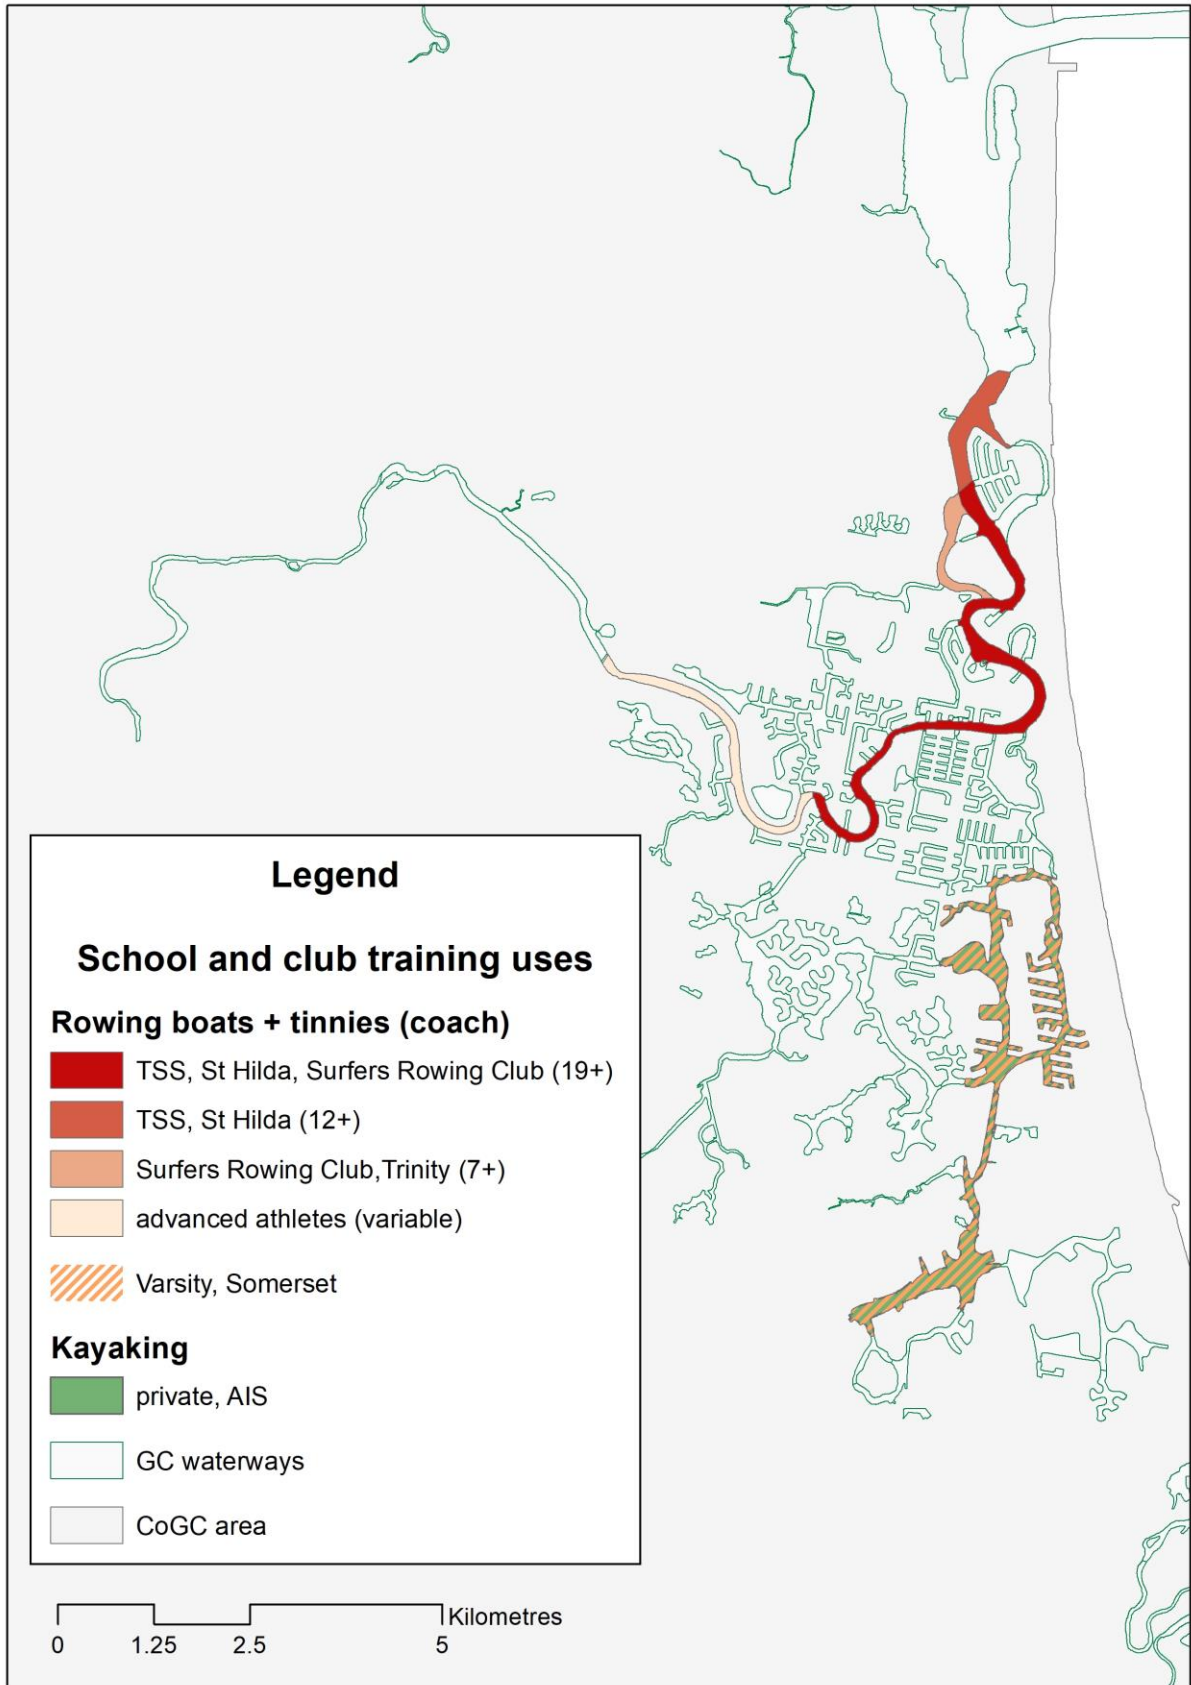 Legend
School and club training uses
Rowing boats + tinnies (coach)
TSS, St Hilda, Surfers Rowing Club (19+)
TSS, St Hilda (12+)
Surfers Rowing Club,Trinity (7+)
advanced athletes (variable)
Varsity, Somerset
Kayaking
private, AIS
GC waterways
CoGC area
Kilometres
0 1.25 2.5 5